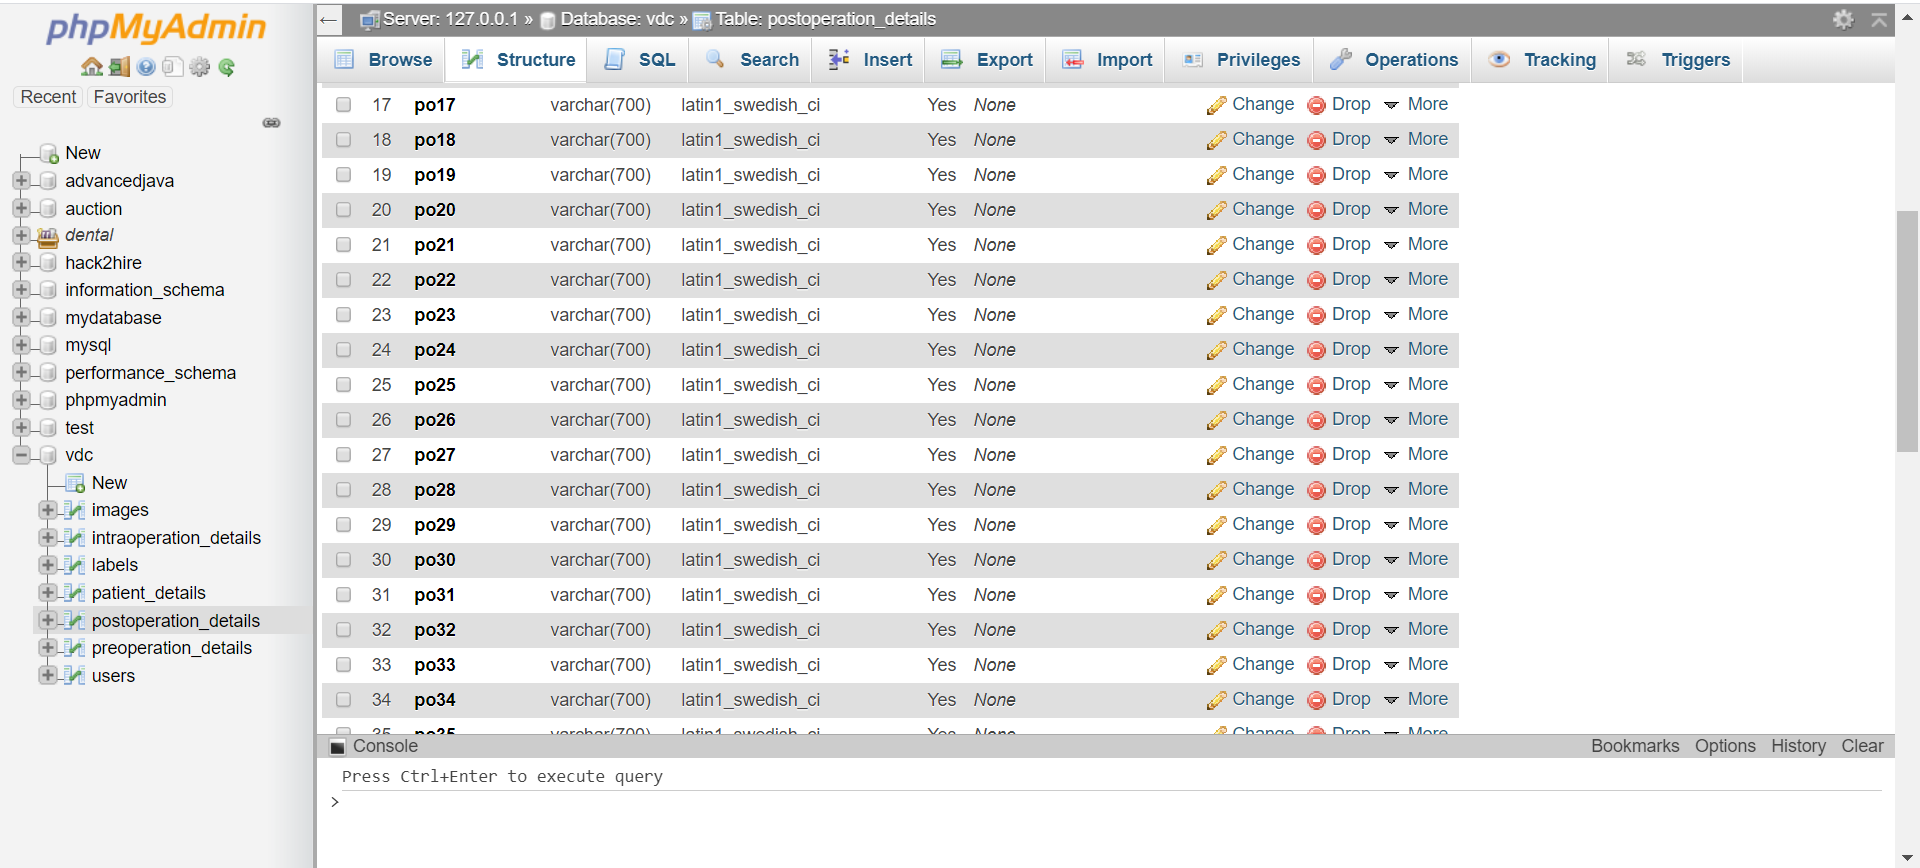 phpMyAdmin
Recent Favorites
New
advancedjava
auction
dental
hack2hire
information_schema
mydatabase
mysql
performance_schema
phpmyadmin
test
vdc
New
images
intraoperation_details
labels
patient_details
postoperation_details
preoperation_details
users
Server: 127.0.0.1 » Database: vdc » Table: postoperation_details
Browse Structure SQL Search Insert Export Import Privileges Operations Tracking Triggers
17 po17 varchar(700) latin1_swedish_ci Yes None Change Drop More
18 po18 varchar(700) latin1_swedish_ci Yes None Change Drop More
19 po19 varchar(700) latin1_swedish_ci Yes None Change Drop More
20 po20 varchar(700) latin1_swedish_ci Yes None Change Drop More
21 po21 varchar(700) latin1_swedish_ci Yes None Change Drop More
22 po22 varchar(700) latin1_swedish_ci Yes None Change Drop More
23 po23 varchar(700) latin1_swedish_ci Yes None Change Drop More
24 po24 varchar(700) latin1_swedish_ci Yes None Change Drop More
25 po25 varchar(700) latin1_swedish_ci Yes None Change Drop More
26 po26 varchar(700) latin1_swedish_ci Yes None Change Drop More
27 po27 varchar(700) latin1_swedish_ci Yes None Change Drop More
28 po28 varchar(700) latin1_swedish_ci Yes None Change Drop More
29 po29 varchar(700) latin1_swedish_ci Yes None Change Drop More
30 po30 varchar(700) latin1_swedish_ci Yes None Change Drop More
31 po31 varchar(700) latin1_swedish_ci Yes None Change Drop More
32 po32 varchar(700) latin1_swedish_ci Yes None Change Drop More
33 po33 varchar(700) latin1_swedish_ci Yes None Change Drop More
34 po34 varchar(700) latin1_swedish_ci Yes None Change Drop More
35 po35 varchar(700) latin1_swedish_ci Yes None Change Drop More
Console Bookmarks Options History Clear
Press Ctrl+Enter to execute query
>